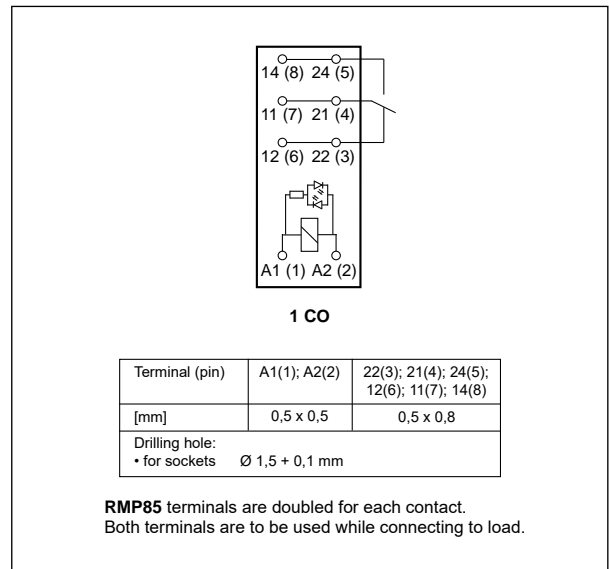 14 (8) 24 (5)
11 (7) 21 (4)
12 (6) 22 (3)
A1 (1) A2 (2)
1 CO
Terminal (pin) A1(1); A2(2) 22(3); 21(4); 24(5);
12(6); 11(7); 14(8)
[mm] 0,5 x 0,5 0,5 x 0,8
Drilling hole:
• for sockets Ø 1,5 + 0,1 mm
RMP85 terminals are doubled for each contact.
Both terminals are to be used while connecting to load.